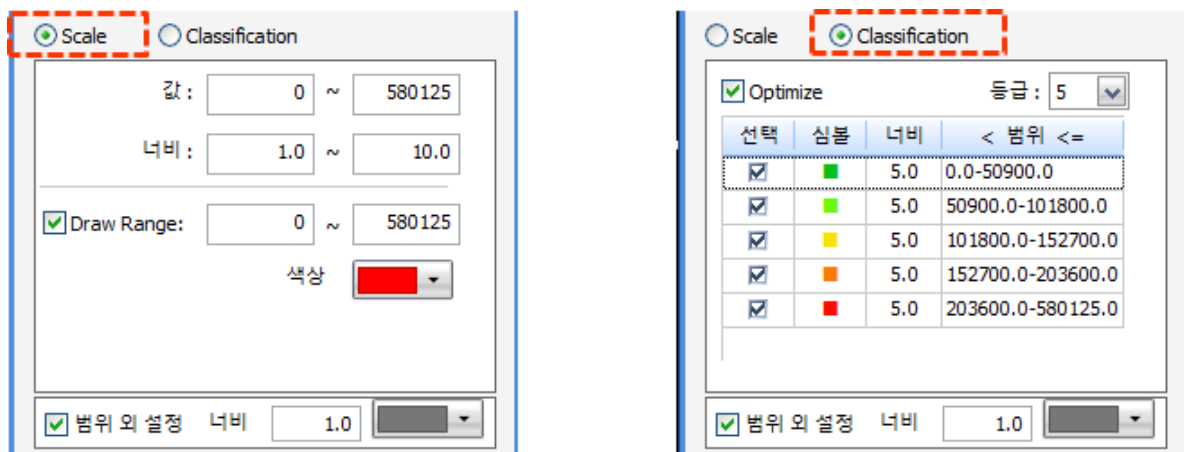 Scale Classification
값 : 0 ~ 580125
너비 : 1.0 ~ 10.0
Draw Range: 0 ~ 580125
색상
범위 외 설정 너비 1.0
Scale Classification
Optimize 등급 : 5
선택 심볼 너비 < 범위 <=
5.0 0.0-50900.0
5.0 50900.0-101800.0
5.0 101800.0-152700.0
5.0 152700.0-203600.0
5.0 203600.0-580125.0
범위 외 설정 너비 1.0